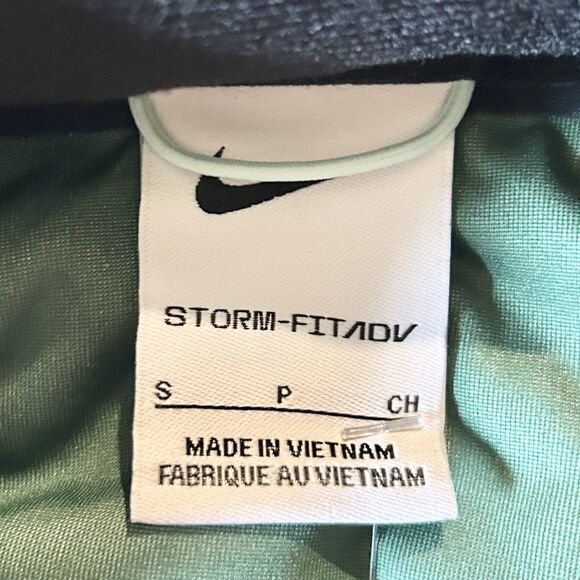 STORM-FIT ADV
S P CH
MADE IN VIETNAM
FABRIQUE AU VIETNAM